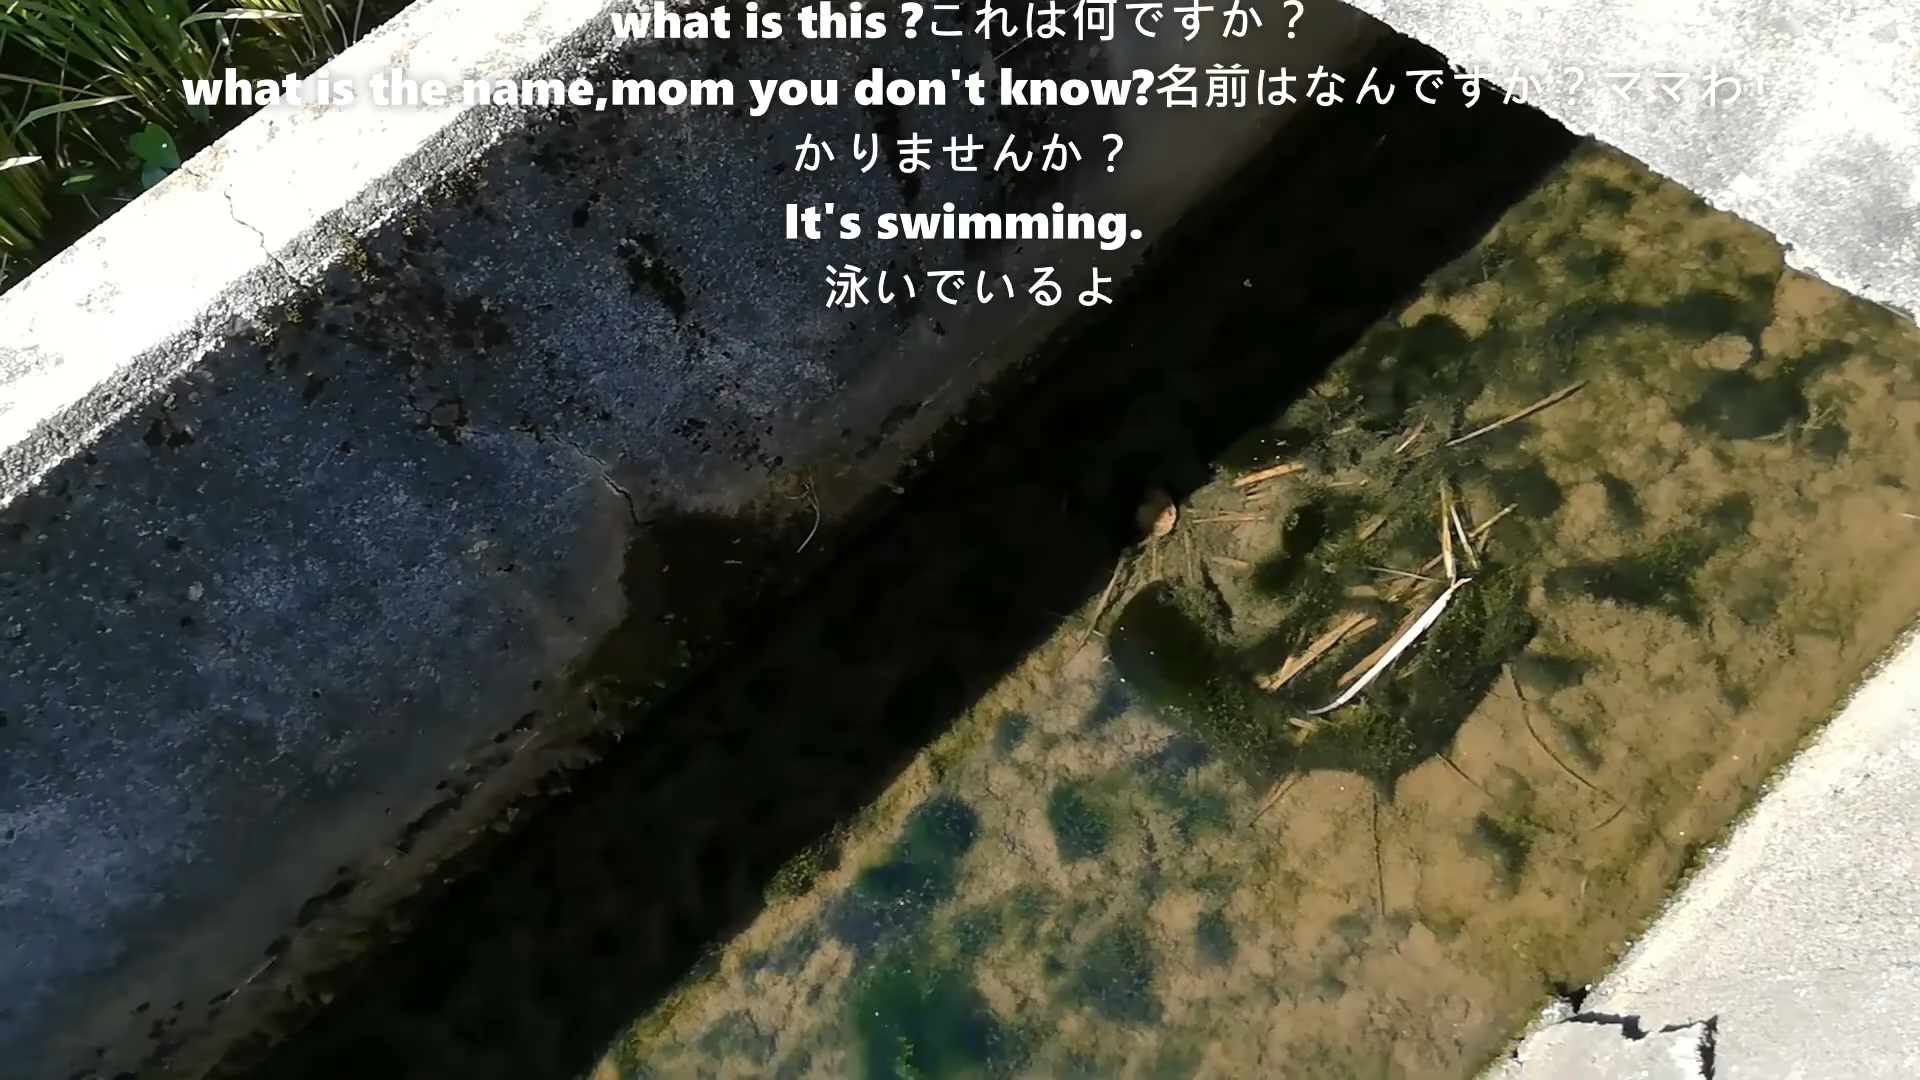 what is this ?これは何ですか？
what is the name,mom you don't know?名前はなんですか？ママわ
かりませんか？
It's swimming.
泳いでいるよ